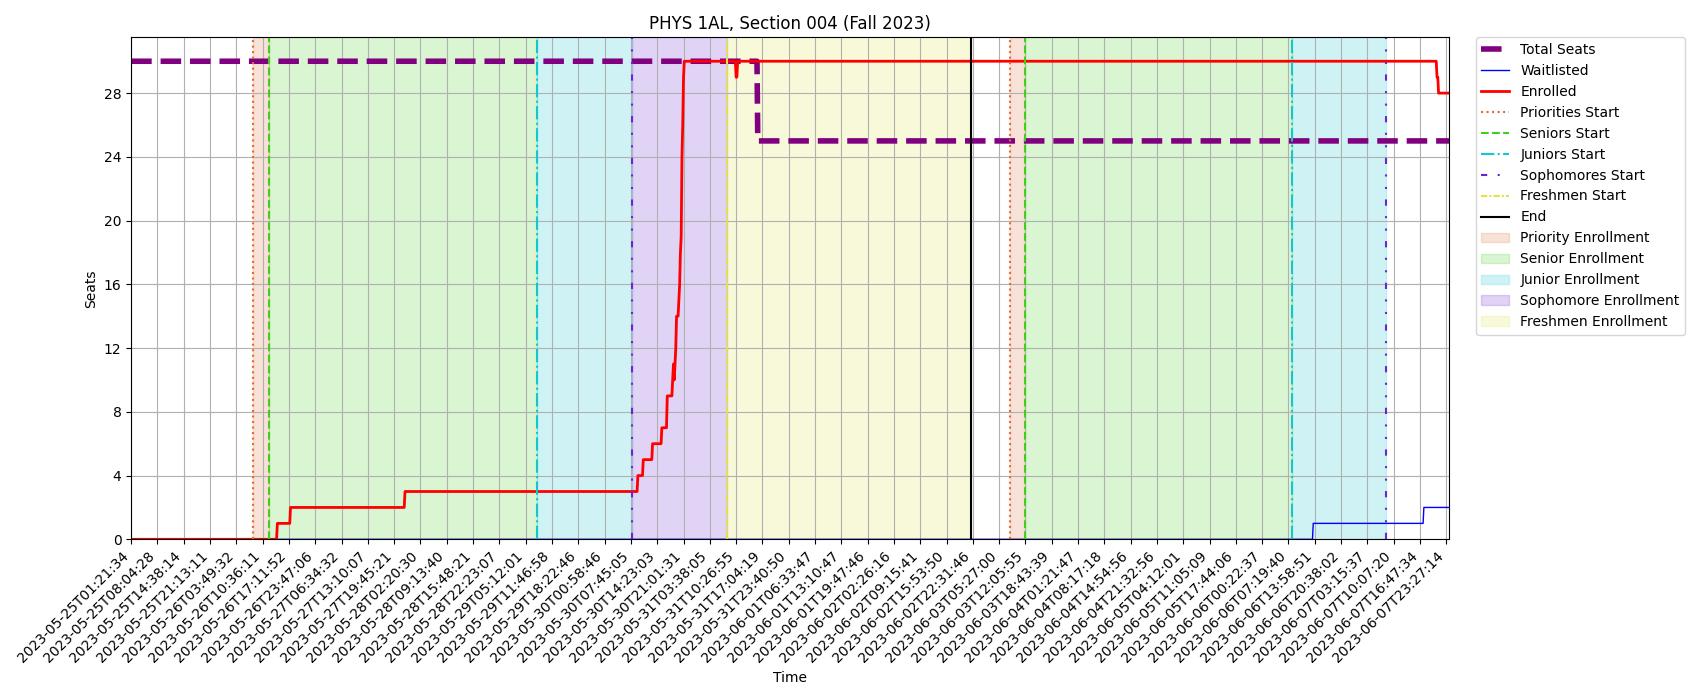 PHYS 1AL, Section 004 (Fall 2023)
Seats
28
24
20
16
12
8
4
0
2023-05-25T01:21:34
2023-05-25T08:04:28
2023-05-25T14:38:14
2023-05-25T21:13:11
2023-05-26T03:49:32
2023-05-26T10:36:11
2023-05-26T17:11:52
2023-05-26T23:47:06
2023-05-27T06:34:32
2023-05-27T13:10:07
2023-05-27T19:45:21
2023-05-28T02:20:30
2023-05-28T09:13:40
2023-05-28T15:48:21
2023-05-28T22:23:07
2023-05-29T05:12:01
2023-05-29T11:46:58
2023-05-29T18:22:46
2023-05-30T00:58:46
2023-05-30T07:45:05
2023-05-30T14:23:03
2023-05-30T21:01:31
2023-05-31T03:38:05
2023-05-31T10:26:55
2023-05-31T17:04:19
2023-05-31T23:40:50
2023-06-01T06:33:47
2023-06-01T13:10:47
2023-06-01T19:47:46
2023-06-02T02:26:16
2023-06-02T09:15:41
2023-06-02T15:53:50
2023-06-02T22:31:46
2023-06-03T05:27:00
2023-06-03T12:05:55
2023-06-03T18:43:39
2023-06-04T01:21:47
2023-06-04T08:17:18
2023-06-04T14:54:56
2023-06-04T21:32:56
2023-06-05T04:12:01
2023-06-05T11:05:09
2023-06-05T17:44:06
2023-06-06T00:22:37
2023-06-06T07:19:40
2023-06-06T13:58:51
2023-06-06T20:38:02
2023-06-07T03:15:37
2023-06-07T10:07:20
2023-06-07T16:47:34
2023-06-07T23:27:14
Time
Total Seats
Waitlisted
Enrolled
Priorities Start
Seniors Start
Juniors Start
Sophomores Start
Freshmen Start
End
Priority Enrollment
Senior Enrollment
Junior Enrollment
Sophomore Enrollment
Freshmen Enrollment